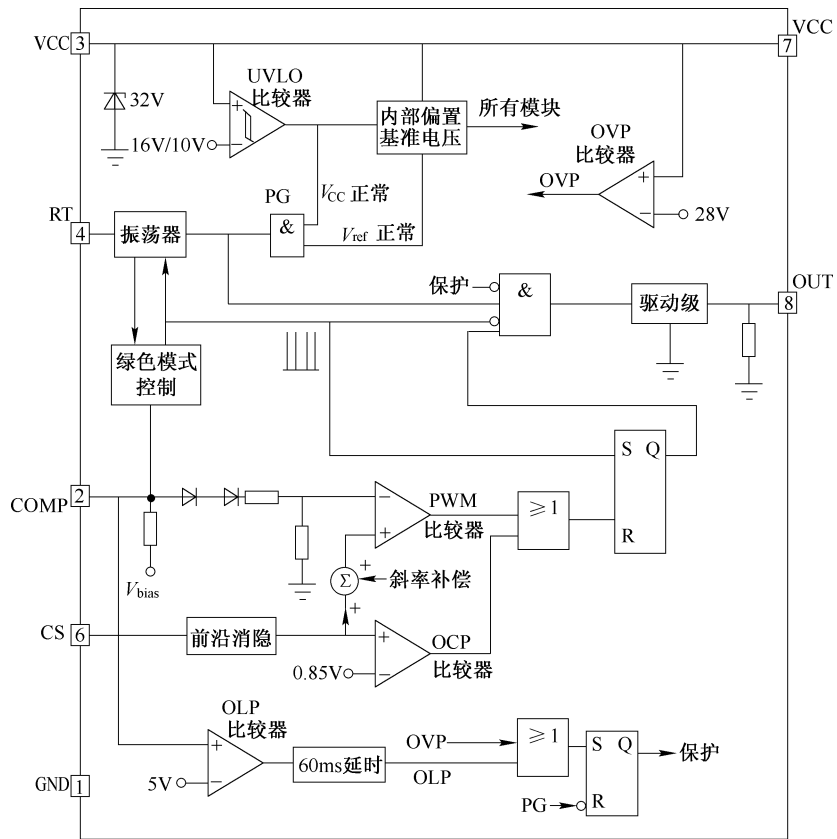 VCC 3
VCC
7
32V
UVLO
比较器
+
−
16V/10V
内部偏置
基准电压
所有模块
OVP
比较器
OVP
+
−
28V
RT
4
振荡器
PG
&
VCC 正常
Vref 正常
保护
&
驱动级
OUT
8
绿色模式
控制
S Q
R
COMP
2
Vbias
−
+
PWM
比较器
≥1
+
Σ
斜率补偿
+
CS
6
前沿消隐
+
−
OCP
比较器
0.85V
OLP
比较器
+
−
5V
60ms延时
OVP
OLP
≥1
S Q
R
保护
PG
GND 1